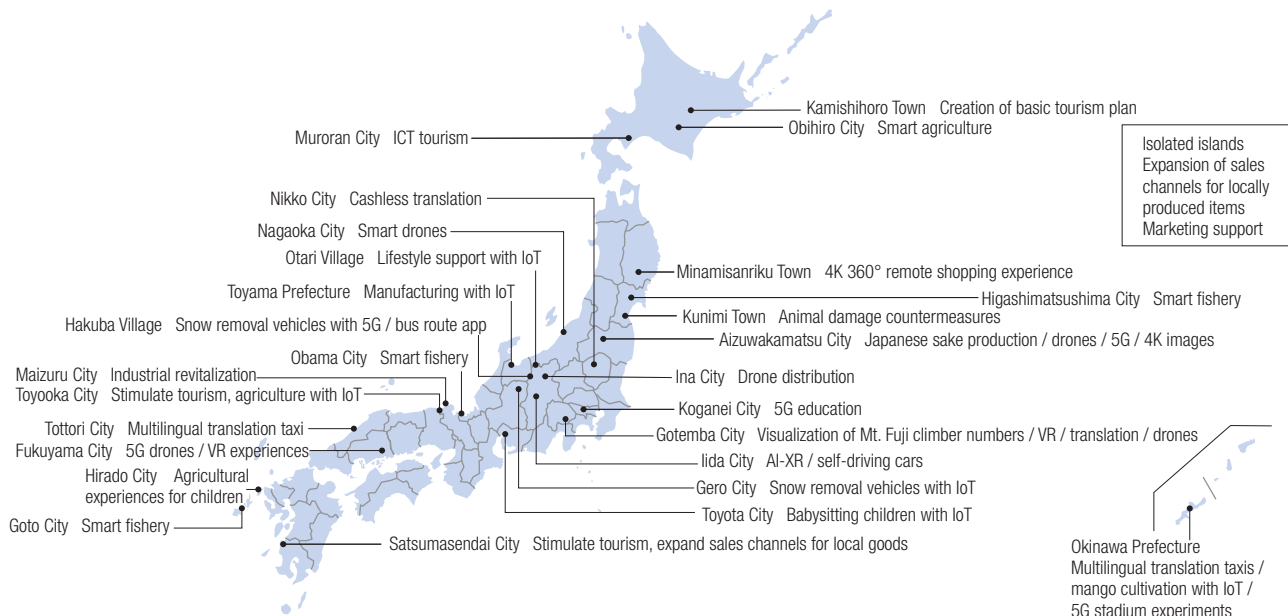 Kamishihoro Town Creation of basic tourism plan
Obihiro City Smart agriculture
Muroran City ICT tourism
Isolated islands
Expansion of sales
channels for locally
produced items
Marketing support
Nikko City Cashless translation
Nagaoka City Smart drones
Otari Village Lifestyle support with IoT
Minamisanriku Town 4K 360° remote shopping experience
Toyama Prefecture Manufacturing with IoT
Higashimatsushima City Smart fishery
Kunimi Town Animal damage countermeasures
Hakuba Village Snow removal vehicles with 5G / bus route app
Aizuwakamatsu City Japanese sake production / drones / 5G / 4K images
Obama City Smart fishery
Maizuru City Industrial revitalization
Ina City Drone distribution
Toyooka City Stimulate tourism, agriculture with IoT
Koganei City 5G education
Tottori City Multilingual translation taxi
Gotemba City Visualization of Mt. Fuji climber numbers / VR / translation / drones
Fukuyama City 5G drones / VR experiences
Iida City AI-XR / self-driving cars
Hirado City Agricultural
experiences for children
Gero City Snow removal vehicles with IoT
Toyota City Babysitting children with IoT
Goto City Smart fishery
Satsumasendai City Stimulate tourism, expand sales channels for local goods
Okinawa Prefecture
Multilingual translation taxis /
mango cultivation with IoT /
5G stadium experiments